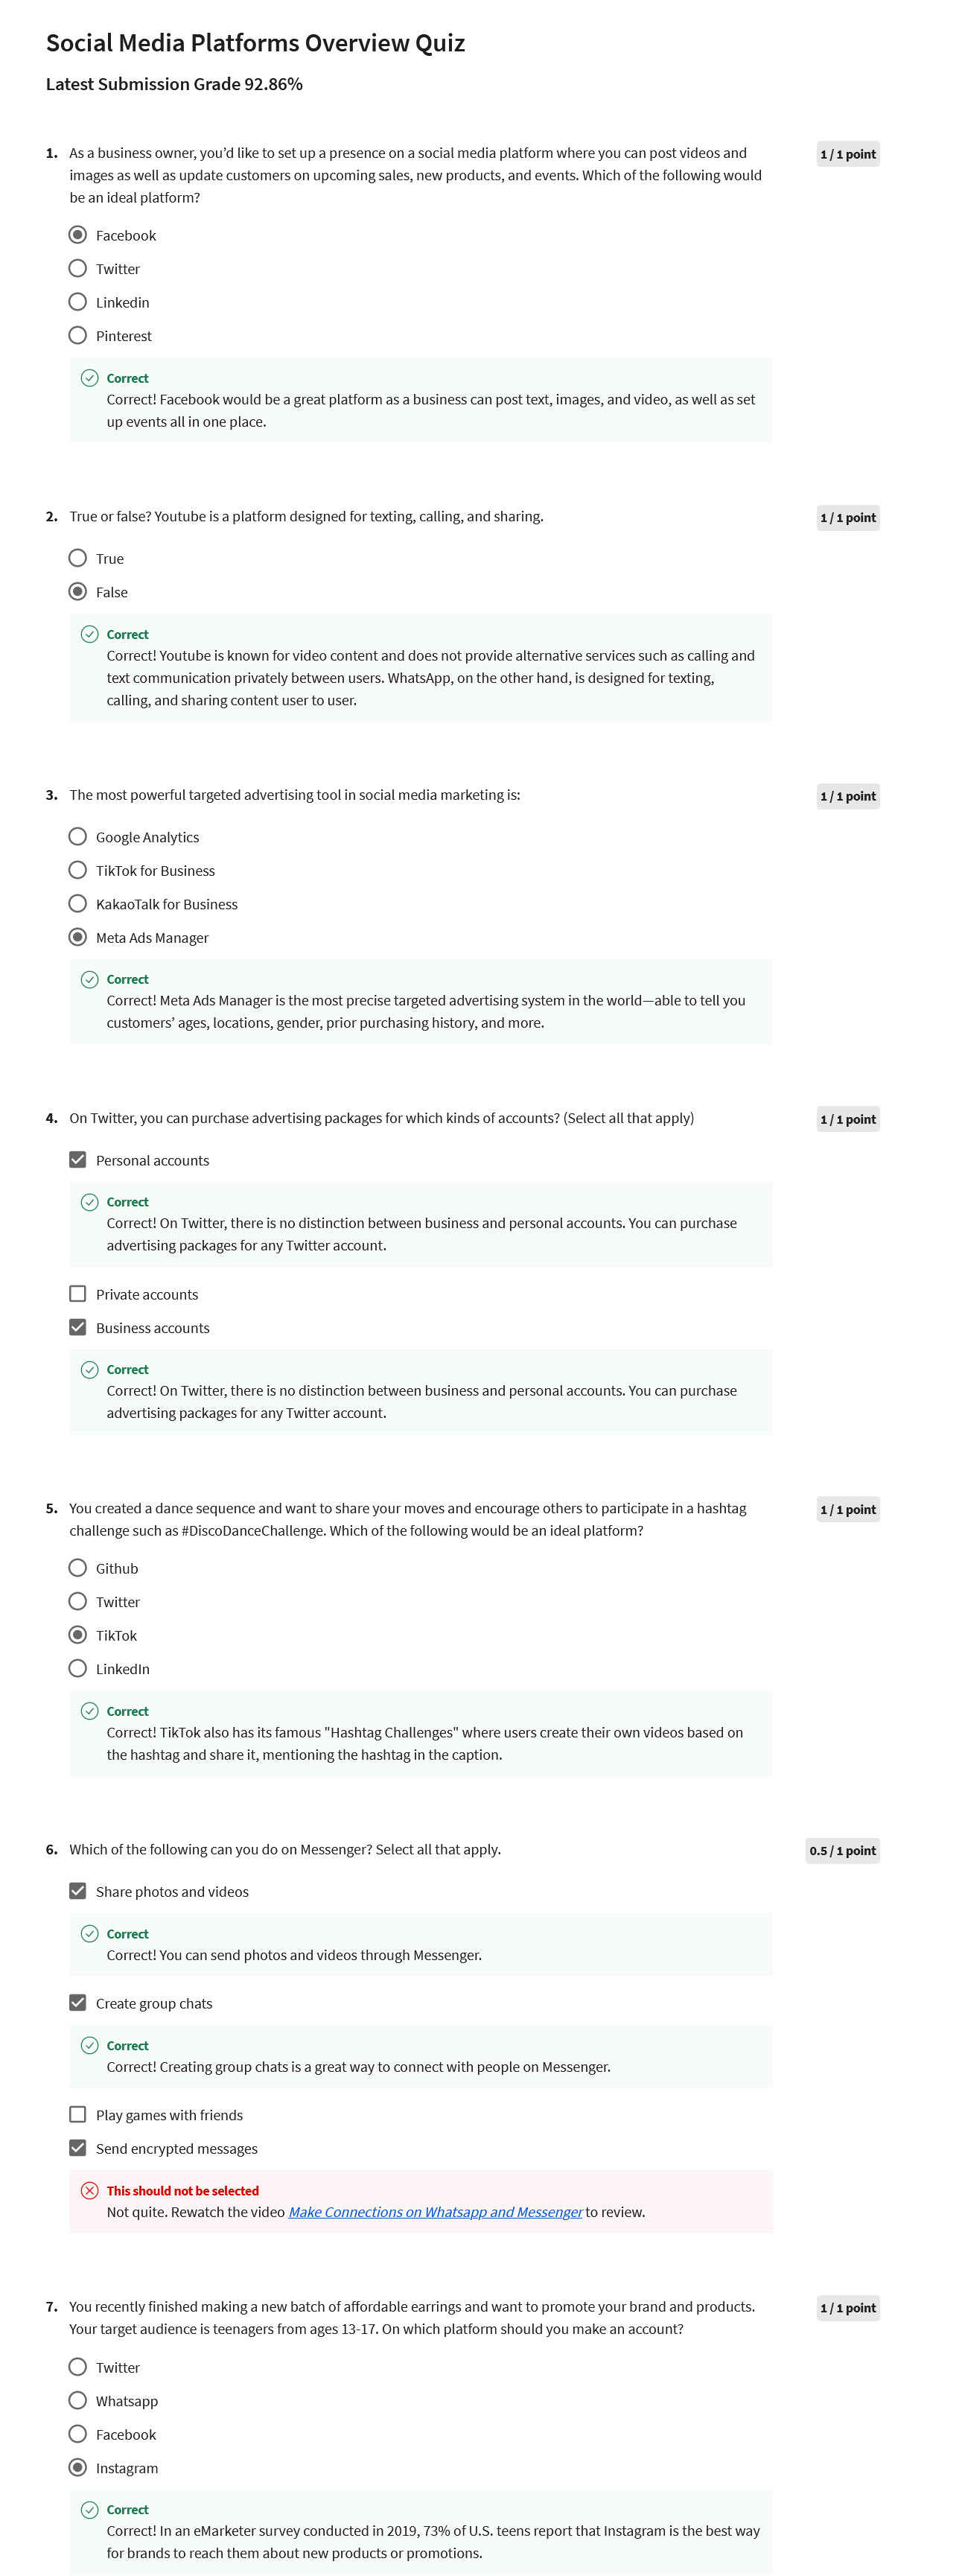 Social Media Platforms Overview Quiz
Latest Submission Grade 92.86%
1. As a business owner, you’d like to set up a presence on a social media platform where you can post videos and
images as well as update customers on upcoming sales, new products, and events. Which of the following would
be an ideal platform?
1 / 1 point
Facebook
Twitter
Linkedin
Pinterest
Correct
Correct! Facebook would be a great platform as a business can post text, images, and video, as well as set
up events all in one place.
2. True or false? Youtube is a platform designed for texting, calling, and sharing.
1 / 1 point
True
False
Correct
Correct! Youtube is known for video content and does not provide alternative services such as calling and
text communication privately between users. WhatsApp, on the other hand, is designed for texting,
calling, and sharing content user to user.
3. The most powerful targeted advertising tool in social media marketing is:
1 / 1 point
Google Analytics
TikTok for Business
KakaoTalk for Business
Meta Ads Manager
Correct
Correct! Meta Ads Manager is the most precise targeted advertising system in the world—able to tell you
customers’ ages, locations, gender, prior purchasing history, and more.
4. On Twitter, you can purchase advertising packages for which kinds of accounts? (Select all that apply)
1 / 1 point
Personal accounts
Correct
Correct! On Twitter, there is no distinction between business and personal accounts. You can purchase
advertising packages for any Twitter account.
Private accounts
Business accounts
Correct
Correct! On Twitter, there is no distinction between business and personal accounts. You can purchase
advertising packages for any Twitter account.
5. You created a dance sequence and want to share your moves and encourage others to participate in a hashtag
challenge such as #DiscoDanceChallenge. Which of the following would be an ideal platform?
1 / 1 point
Github
Twitter
TikTok
LinkedIn
Correct
Correct! TikTok also has its famous "Hashtag Challenges" where users create their own videos based on
the hashtag and share it, mentioning the hashtag in the caption.
6. Which of the following can you do on Messenger? Select all that apply.
0.5 / 1 point
Share photos and videos
Correct
Correct! You can send photos and videos through Messenger.
Create group chats
Correct
Correct! Creating group chats is a great way to connect with people on Messenger.
Play games with friends
Send encrypted messages
This should not be selected
Not quite. Rewatch the video Make Connections on Whatsapp and Messenger to review.
7. You recently finished making a new batch of affordable earrings and want to promote your brand and products.
Your target audience is teenagers from ages 13-17. On which platform should you make an account?
1 / 1 point
Twitter
Whatsapp
Facebook
Instagram
Correct
Correct! In an eMarketer survey conducted in 2019, 73% of U.S. teens report that Instagram is the best way
for brands to reach them about new products or promotions.